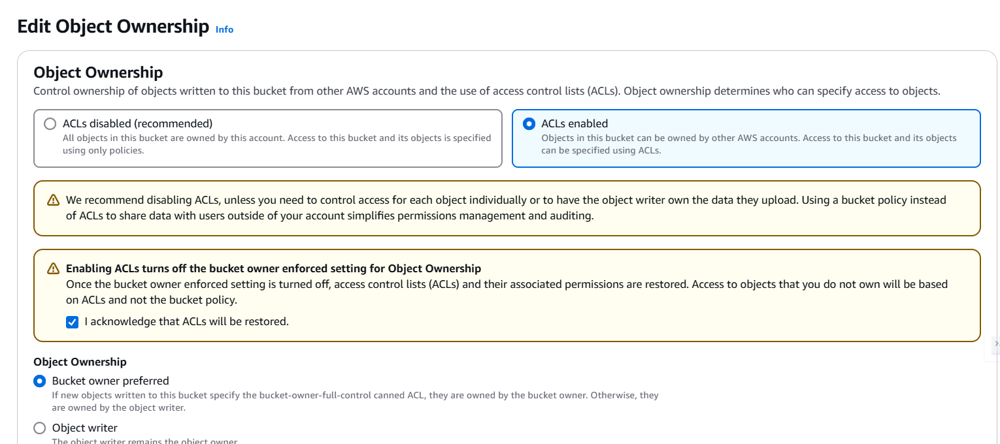 Edit Object Ownership Info
Object Ownership
Control ownership of objects written to this bucket from other AWS accounts and the use of access control lists (ACLs). Object ownership determines who can specify access to objects.
ACLs disabled (recommended)
All objects in this bucket are owned by this account. Access to this bucket and its objects is specified
using only policies.
ACLs enabled
Objects in this bucket can be owned by other AWS accounts. Access to this bucket and its objects
can be specified using ACLs.
We recommend disabling ACLs, unless you need to control access for each object individually or to have the object writer own the data they upload. Using a bucket policy instead
of ACLs to share data with users outside of your account simplifies permissions management and auditing.
Enabling ACLs turns off the bucket owner enforced setting for Object Ownership
Once the bucket owner enforced setting is turned off, access control lists (ACLs) and their associated permissions are restored. Access to objects that you do not own will be based
on ACLs and not the bucket policy.
I acknowledge that ACLs will be restored.
Object Ownership
Bucket owner preferred
If new objects written to this bucket specify the bucket-owner-full-control canned ACL, they are owned by the bucket owner. Otherwise, they
are owned by the object writer.
Object writer
The object writer remains the object owner.